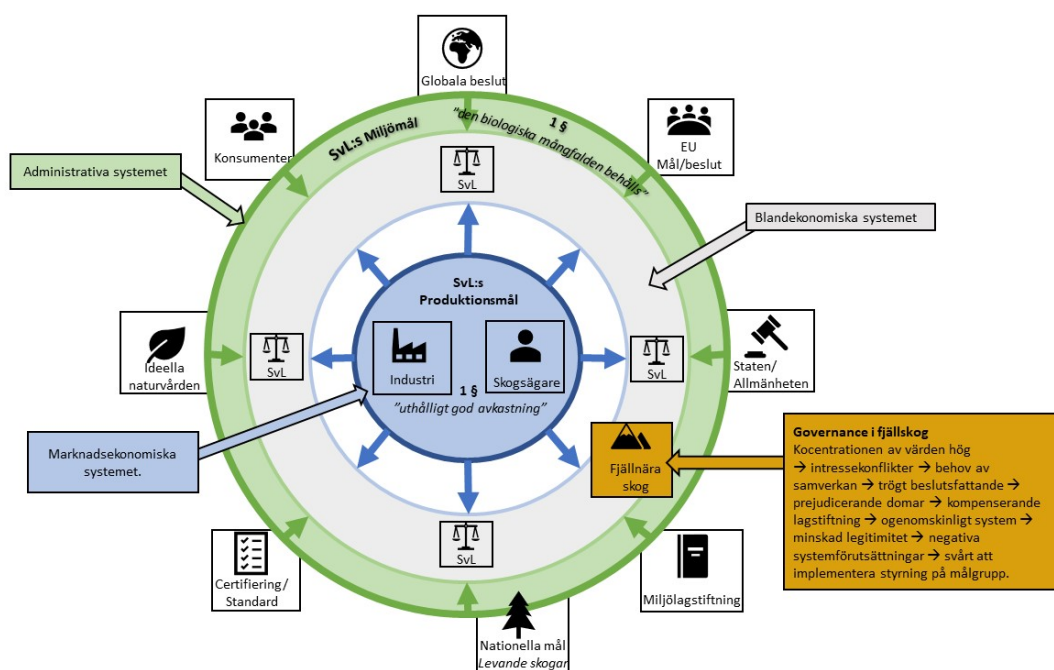 Globala beslut
Konsumenter
SvL:s Miljömål
1 §
"den biologiska mångfalden behålls"
EU
Mål/beslut
Administrativa systemet
SvL
Blandekonomiska systemet
SvL:s
Produktionsmål
Ideella
naturvården
SvL
Industri
Skogsägare
SvL
Staten/
Allmänheten
1 §
"uthålligt god avkastning"
Marknadsekonomiska
systemet.
Fjällnära
skog
Governance i fjällskog
Kocentrationen av värden hög
→ intressekonflikter → behov av
samverkan → trögt beslutsfattande →
prejudicerande domar → kompenserande
lagstiftning → ogenomskinligt system →
minskad legitimitet → negativa
systemförutsättningar → svårt att
implementera styrning på målgrupp.
SvL
Certifiering/
Standard
Miljölagstiftning
Nationella mål
Levande skogar